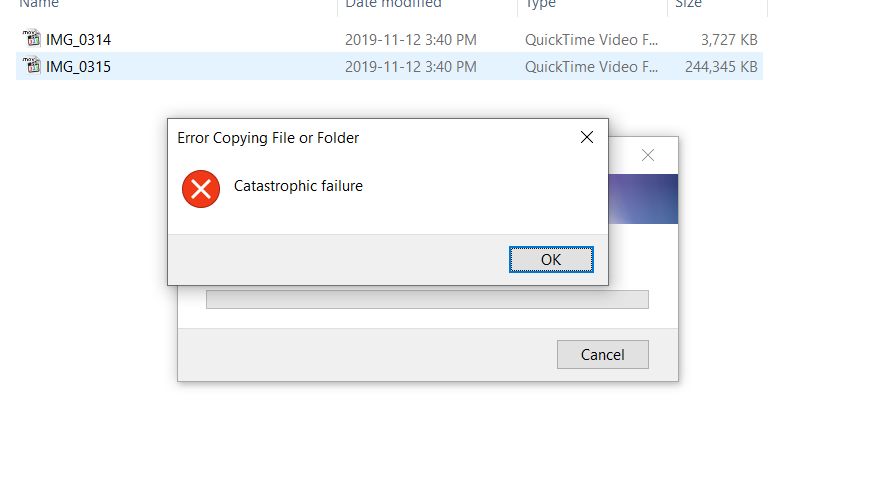 Name Date modified Type Size
IMG_0314 2019-11-12 3:40 PM QuickTime Video F... 3,727 KB
IMG_0315 2019-11-12 3:40 PM QuickTime Video F... 244,345 KB
Error Copying File or Folder
Catastrophic failure
OK
Cancel